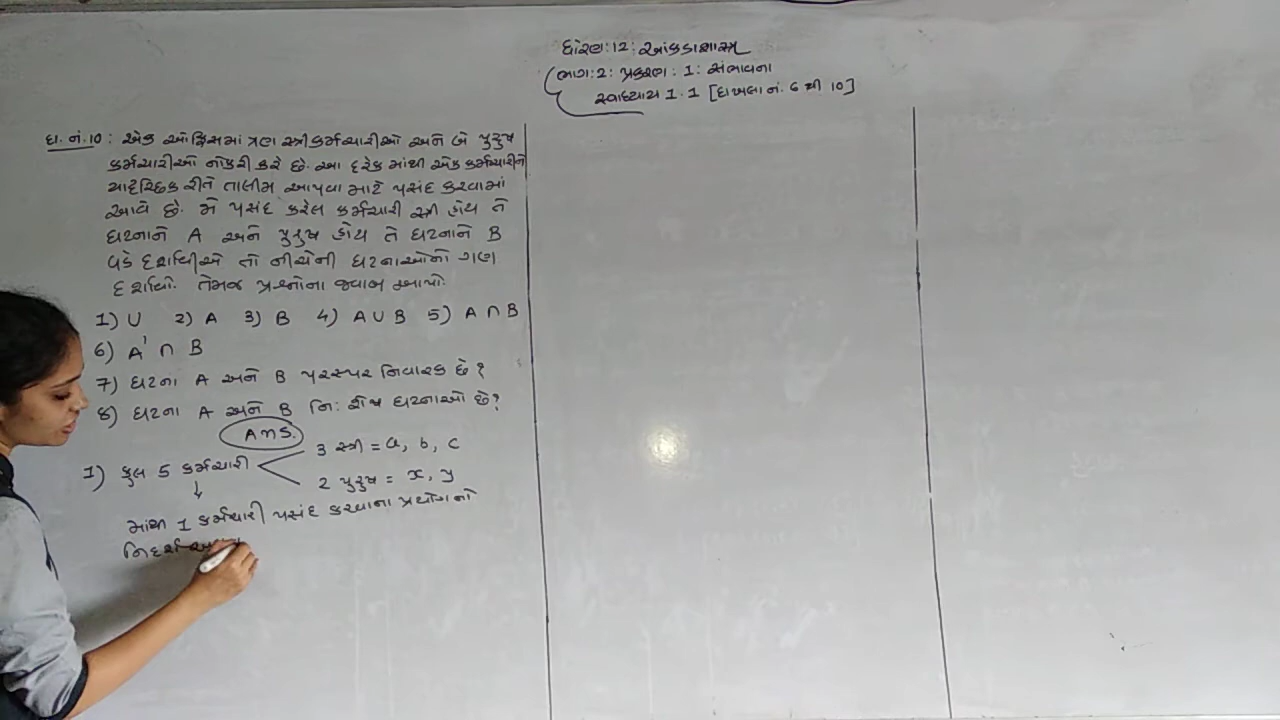 ધોરણ:12: આંકડાશાસ્ત્ર
ભાગ:2: પ્રકરણ: 1: સંભાવના
સ્વાધ્યાય 1.1 [દાખલા નં. 6 થી 10]
દા.નં.10: એક ઓફિસમાં ત્રણ સ્ત્રી કર્મચારીઓ અને બે પુરુષ
કર્મચારીઓ નોકરી કરે છે. આ દરેક માંથી એક કર્મચારીને
યાદૃચ્છિક રીતે તાલીમ આપવા માટે પસંદ કરવામાં
આવે છે. જે પસંદ કરેલ કર્મચારી સ્ત્રી હોય તે
ઘટનાને A અને પુરુષ હોય તે ઘટનાને B
વડે દર્શાવીએ તો નીચેની ઘટનાઓનો ગણ
દર્શાવો. તેમજ પ્રશ્નોના જવાબ આપો.
1) U 2) A 3) B 4) A ∪ B 5) A ∩ B
6) A' ∩ B
7) ઘટના A અને B પરસ્પર નિવારક છે?
8) ઘટના A અને B નિ: શેષ ઘટનાઓ છે?
Ans.
1) કુલ 5 કર્મચારી
3 સ્ત્રી = a, b, c
2 પુરુષ = x, y
માંથી 1 કર્મચારી પસંદ કરવાના પ્રયોગનો